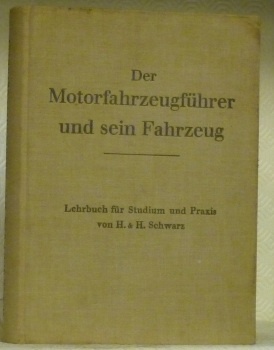 Der
Motorfahrzeugführer
und sein Fahrzeug
Lehrbuch für Studium und Praxis
von H. & H. Schwarz